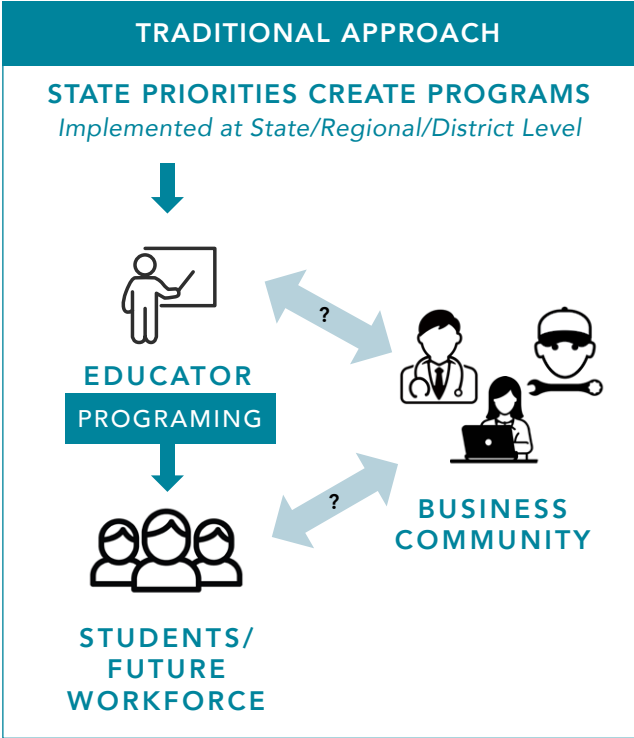 TRADITIONAL APPROACH
STATE PRIORITIES CREATE PROGRAMS
Implemented at State/Regional/District Level
?
EDUCATOR
PROGRAMING
?
BUSINESS
COMMUNITY
STUDENTS/
FUTURE
WORKFORCE